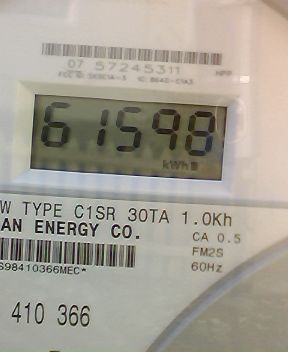 07 57245311
61598
kWh
W TYPE C1SR 30TA 1.0Kh
AN ENERGY CO.
CA 0.5
FM2S
60Hz
S98410366MEC*
410 366